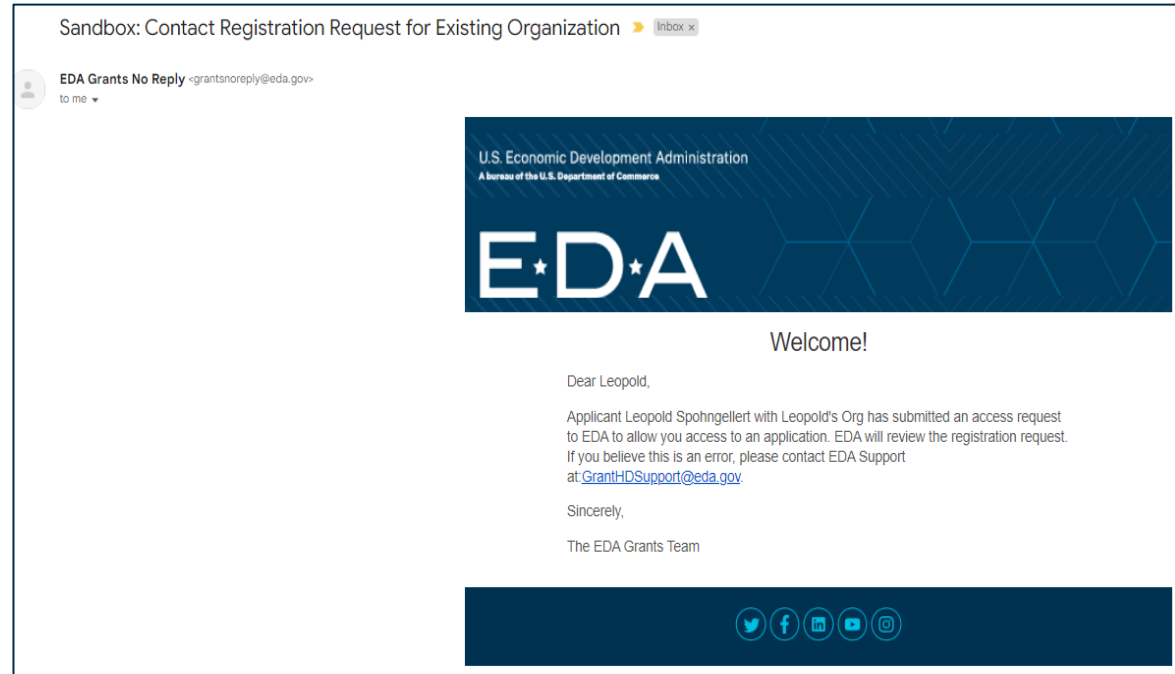 Sandbox: Contact Registration Request for Existing Organization Inbox x
EDA Grants No Reply <grantsnoreply@eda.gov>
to me
U.S. Economic Development Administration
A bureau of the U.S. Department of Commerce
E★D★A
Welcome!
Dear Leopold,
Applicant Leopold Spohngellert with Leopold's Org has submitted an access request
to EDA to allow you access to an application. EDA will review the registration request.
If you believe this is an error, please contact EDA Support
at:GrantHDSupport@eda.gov.
Sincerely,
The EDA Grants Team